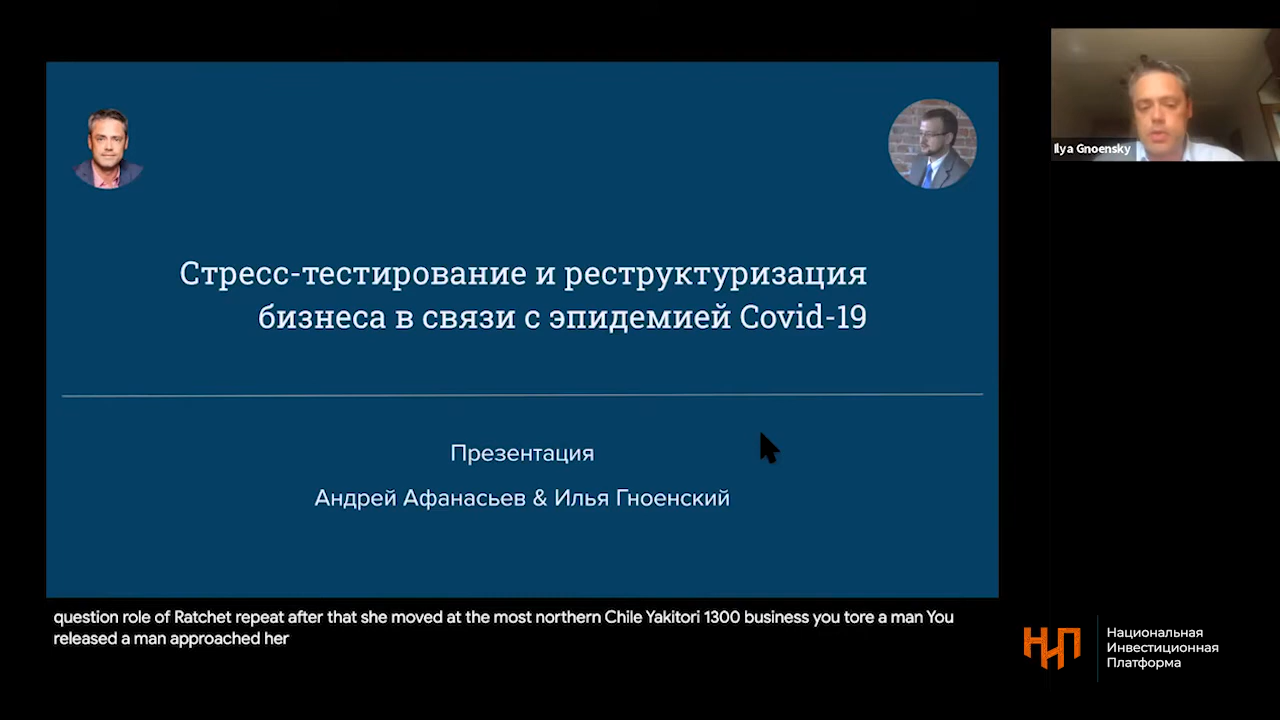 Стресс-тестирование и реструктуризация
бизнеса в связи с эпидемией Covid-19
Презентация
Андрей Афанасьев & Илья Гноенский
Ilya Gnoensky
question role of Ratchet repeat after that she moved at the most northern Chile Yakitori 1300 business you tore a man You
released a man approached her
НИП
Национальная
Инвестиционная
Платформа